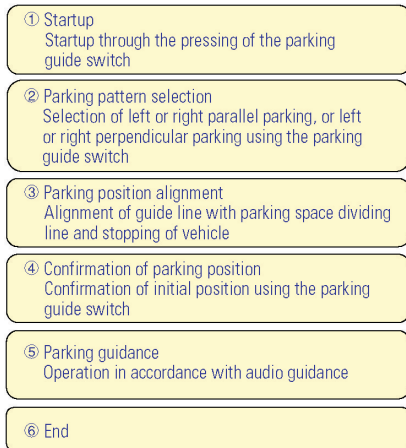 ① Startup
Startup through the pressing of the parking
guide switch
② Parking pattern selection
Selection of left or right parallel parking, or left
or right perpendicular parking using the parking
guide switch
③ Parking position alignment
Alignment of guide line with parking space dividing
line and stopping of vehicle
④ Confirmation of parking position
Confirmation of initial position using the parking
guide switch
⑤ Parking guidance
Operation in accordance with audio guidance
⑥ End